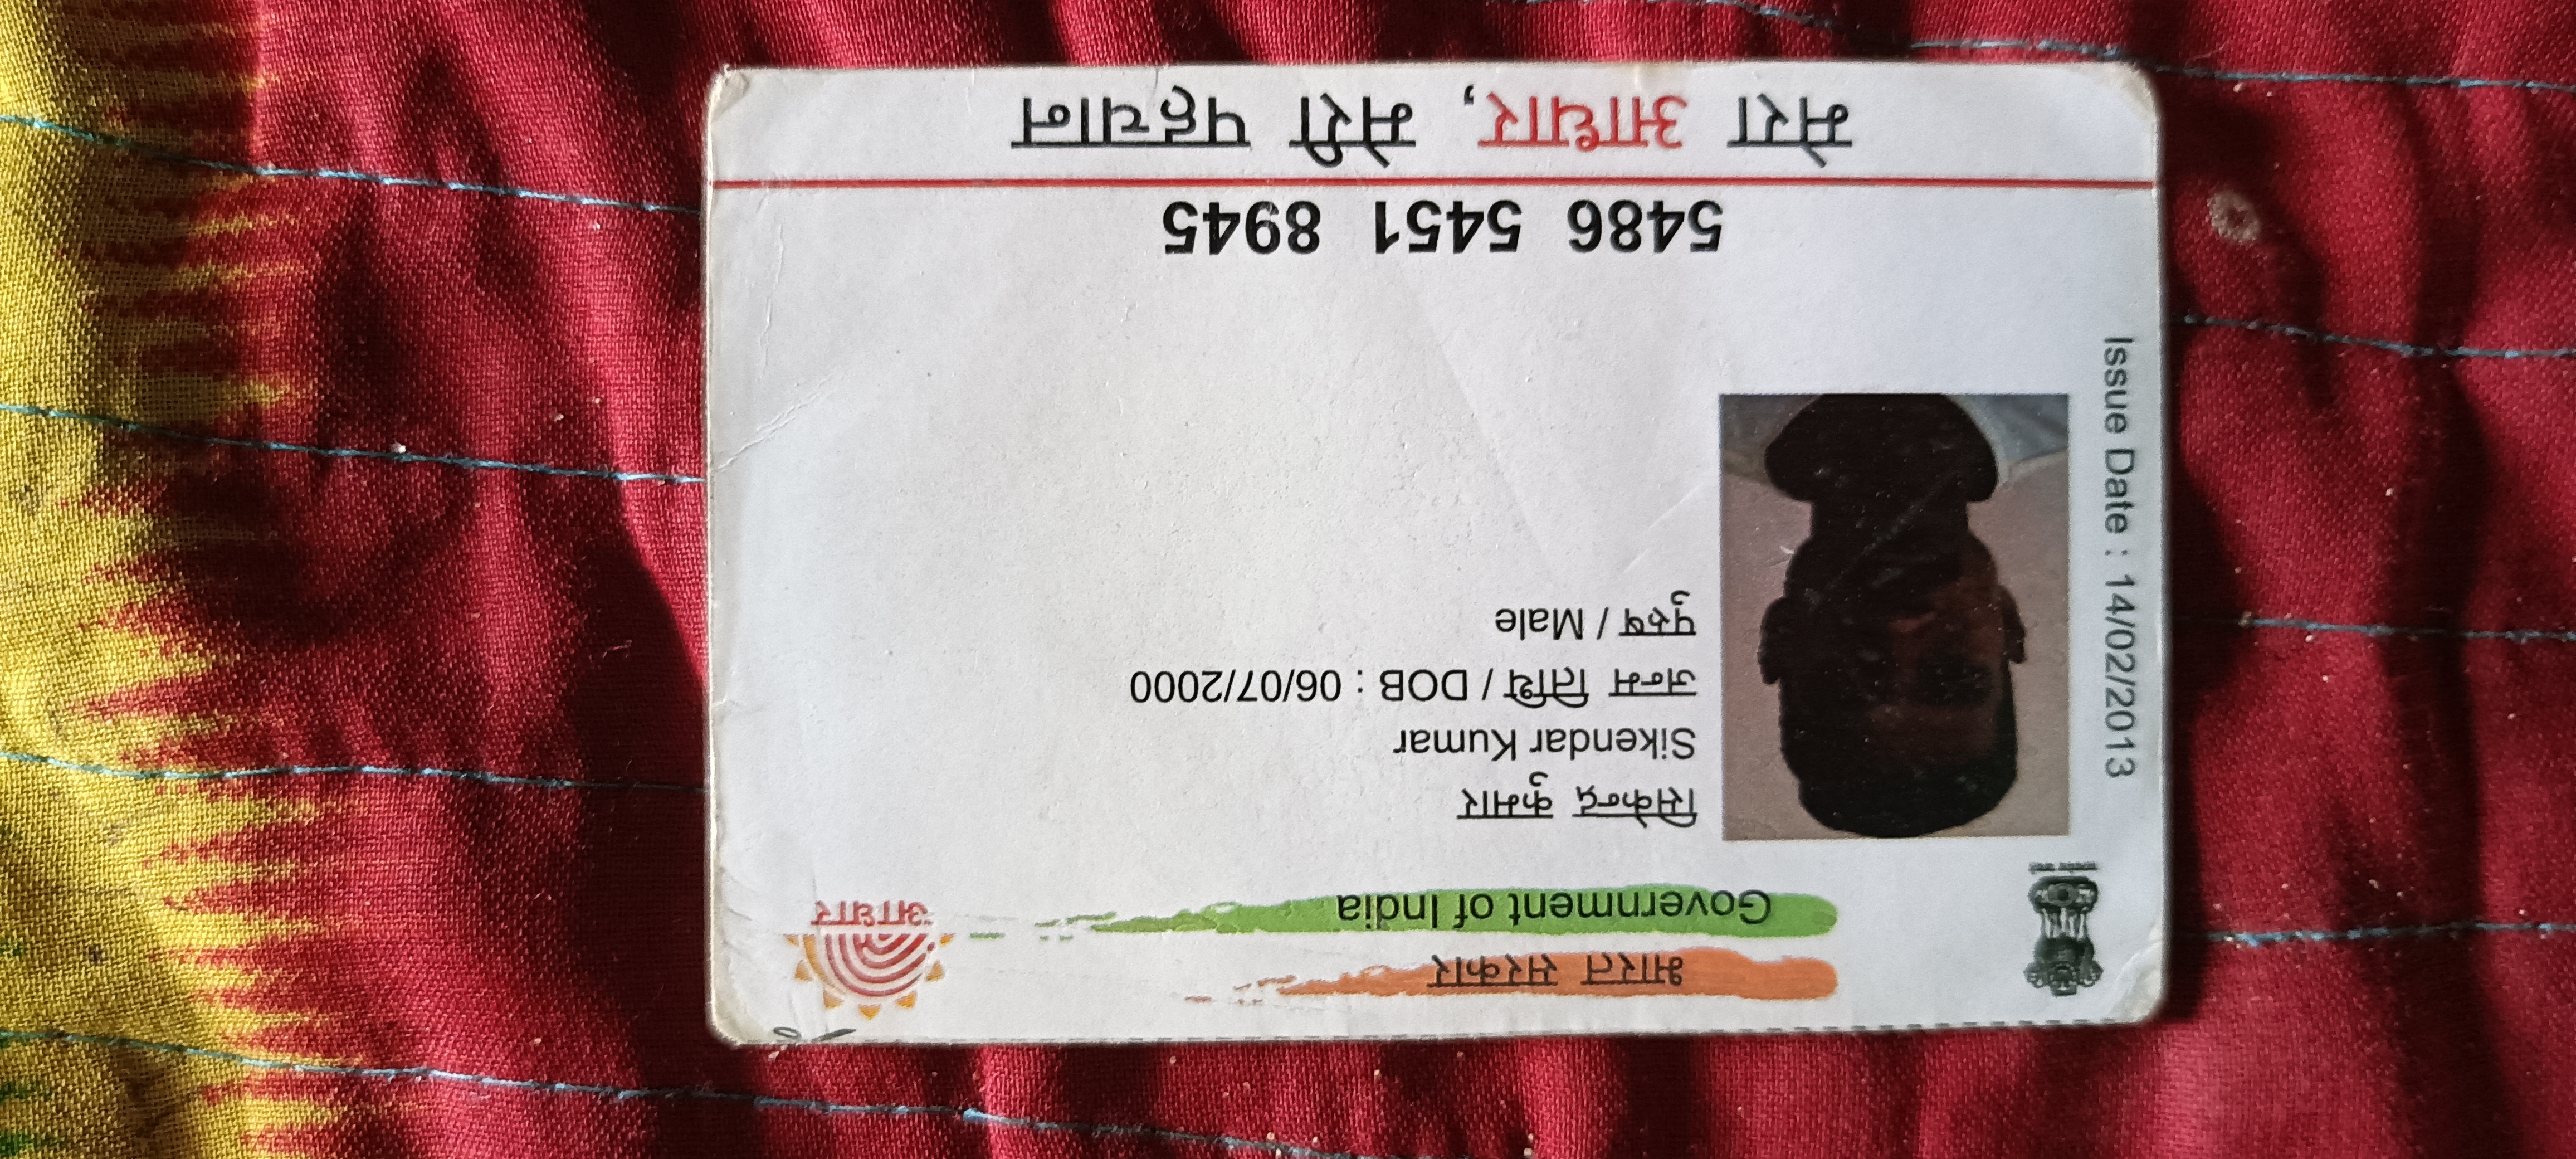 भारत सरकार
Government of India
आधार
सिकेन्द्र कुमार
Sikendar Kumar
जन्म तिथि / DOB : 06/07/2000
पुरुष / Male
Issue Date : 14/02/2013
5486 5451 8945
मेरा आधार, मेरी पहचान